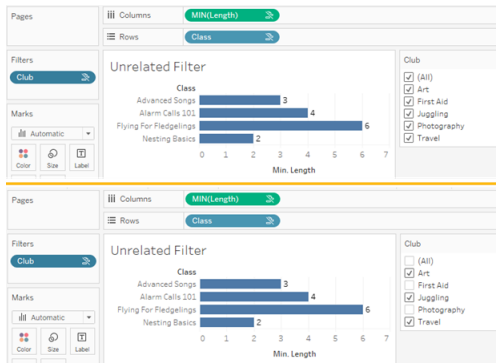 Pages
Columns
MIN(Length)
Rows
Class
Filters
Club
Marks
Automatic
Color Size Label
Unrelated Filter
Class
Advanced Songs 3
Alarm Calls 101 4
Flying For Fledgelings 6
Nesting Basics 2
0 1 2 3 4 5 6 7
Min. Length
Club
(All)
Art
First Aid
Juggling
Photography
Travel
Pages
Columns
MIN(Length)
Rows
Class
Filters
Club
Marks
Automatic
Color Size Label
Unrelated Filter
Class
Advanced Songs 3
Alarm Calls 101 4
Flying For Fledgelings 6
Nesting Basics 2
0 1 2 3 4 5 6 7
Min. Length
Club
(All)
Art
First Aid
Juggling
Photography
Travel